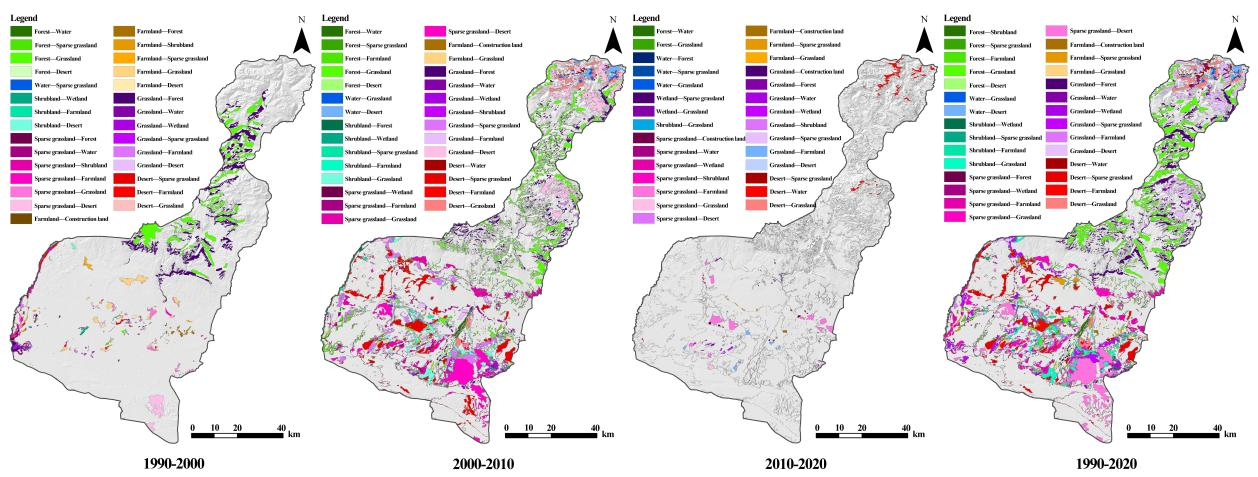 Legend
Forest—Water
Forest—Sparse grassland
Forest—Grassland
Forest—Desert
Water—Sparse grassland
Shrubland—Wetland
Shrubland—Farmland
Shrubland—Desert
Sparse grassland—Forest
Sparse grassland—Water
Sparse grassland—Shrubland
Sparse grassland—Farmland
Sparse grassland—Grassland
Sparse grassland—Desert
Farmland—Construction land
Farmland—Forest
Farmland—Shrubland
Farmland—Sparse grassland
Farmland—Grassland
Farmland—Desert
Grassland—Forest
Grassland—Water
Grassland—Wetland
Grassland—Sparse grassland
Grassland—Farmland
Grassland—Desert
Desert—Sparse grassland
Desert—Farmland
Desert—Grassland
N
0 10 20 40 km
1990-2000
Legend
Forest—Water
Forest—Sparse grassland
Forest—Farmland
Forest—Grassland
Forest—Desert
Water—Grassland
Water—Desert
Shrubland—Forest
Shrubland—Wetland
Shrubland—Sparse grassland
Shrubland—Farmland
Shrubland—Grassland
Sparse grassland—Wetland
Sparse grassland—Farmland
Sparse grassland—Grassland
Sparse grassland—Desert
Farmland—Construction land
Farmland—Grassland
Grassland—Forest
Grassland—Water
Grassland—Wetland
Grassland—Shrubland
Grassland—Sparse grassland
Grassland—Farmland
Grassland—Desert
Desert—Water
Desert—Sparse grassland
Desert—Farmland
Desert—Grassland
N
0 10 20 40 km
2000-2010
Legend
Forest—Water
Forest—Grassland
Water—Forest
Water—Sparse grassland
Water—Grassland
Wetland—Sparse grassland
Wetland—Grassland
Shrubland—Grassland
Sparse grassland—Construction land
Sparse grassland—Water
Sparse grassland—Wetland
Sparse grassland—Shrubland
Sparse grassland—Farmland
Sparse grassland—Grassland
Sparse grassland—Desert
Farmland—Construction land
Farmland—Sparse grassland
Farmland—Grassland
Grassland—Construction land
Grassland—Forest
Grassland—Water
Grassland—Wetland
Grassland—Shrubland
Grassland—Sparse grassland
Grassland—Farmland
Grassland—Desert
Desert—Sparse grassland
Desert—Water
Desert—Grassland
N
0 10 20 40 km
2010-2020
Legend
Forest—Shrubland
Forest—Sparse grassland
Forest—Farmland
Forest—Grassland
Forest—Desert
Water—Grassland
Water—Desert
Shrubland—Wetland
Shrubland—Sparse grassland
Shrubland—Farmland
Shrubland—Grassland
Sparse grassland—Forest
Sparse grassland—Wetland
Sparse grassland—Farmland
Sparse grassland—Grassland
Sparse grassland—Desert
Farmland—Construction land
Farmland—Sparse grassland
Farmland—Grassland
Grassland—Forest
Grassland—Water
Grassland—Wetland
Grassland—Sparse grassland
Grassland—Farmland
Grassland—Desert
Desert—Water
Desert—Sparse grassland
Desert—Farmland
Desert—Grassland
N
0 10 20 40 km
1990-2020